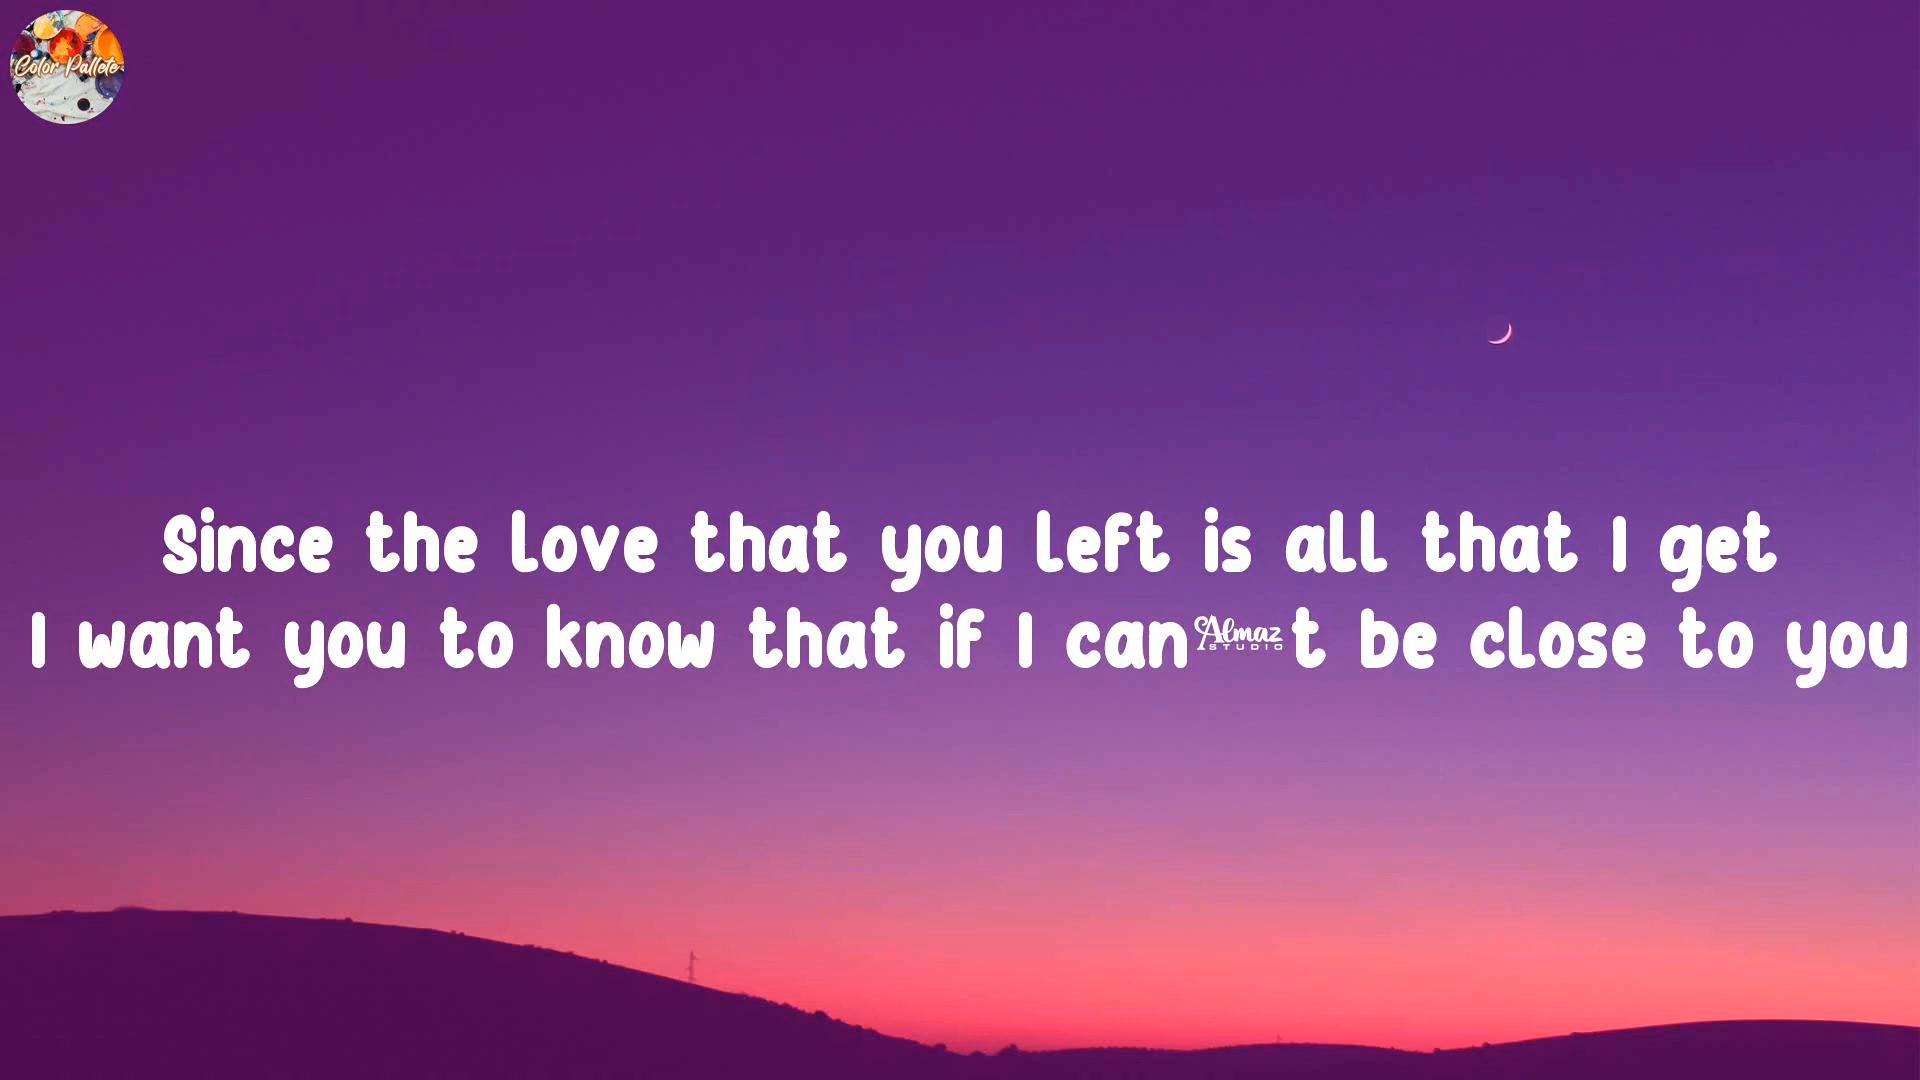 Color Pallete
Since the love that you left is all that I get
I want you to know that if I can Almaz STUDIO t be close to you